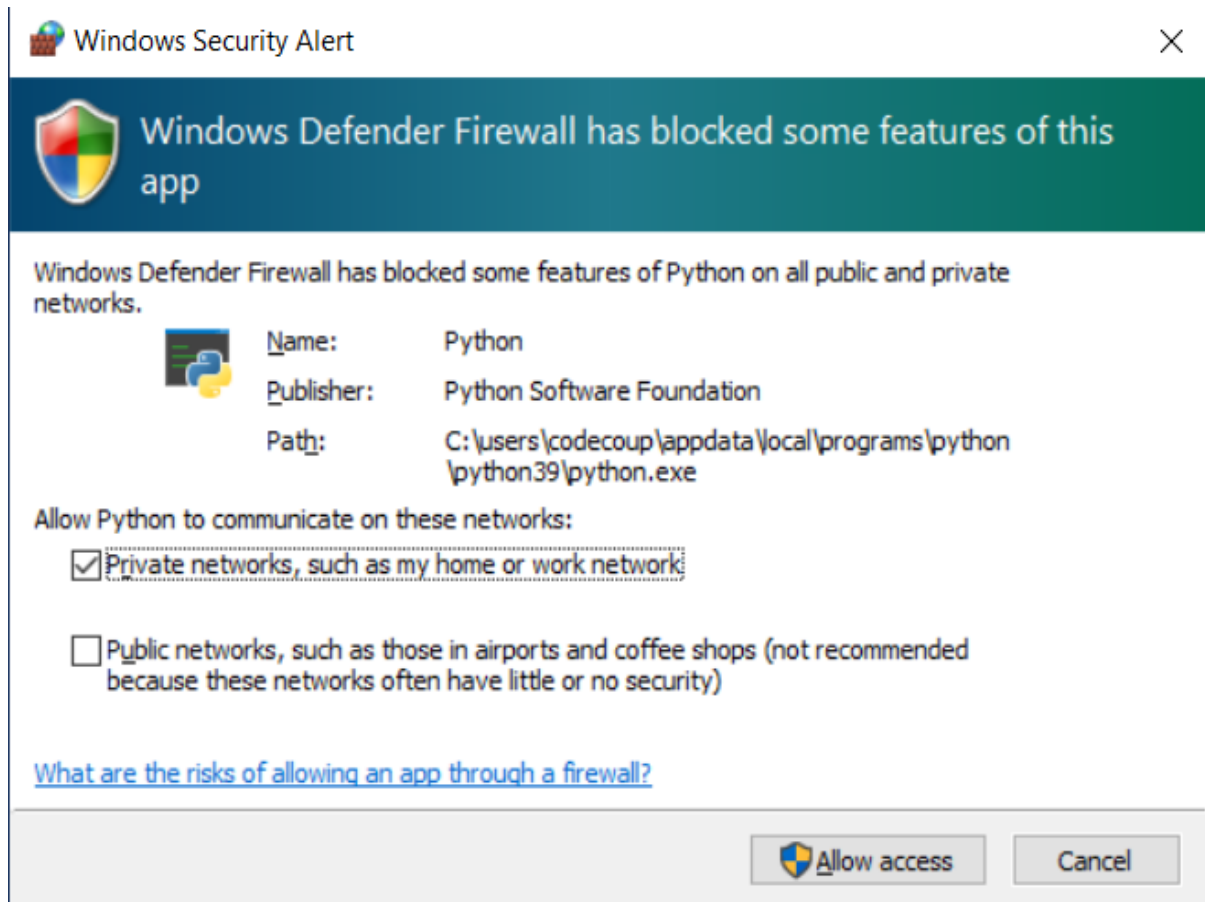 Windows Security Alert
Windows Defender Firewall has blocked some features of this
app
Windows Defender Firewall has blocked some features of Python on all public and private
networks.
Name: Python
Publisher: Python Software Foundation
Path: C:\users\codecoup\appdata\local\programs\python
\python39\python.exe
Allow Python to communicate on these networks:
Private networks, such as my home or work network
Public networks, such as those in airports and coffee shops (not recommended
because these networks often have little or no security)
What are the risks of allowing an app through a firewall?
Allow access Cancel